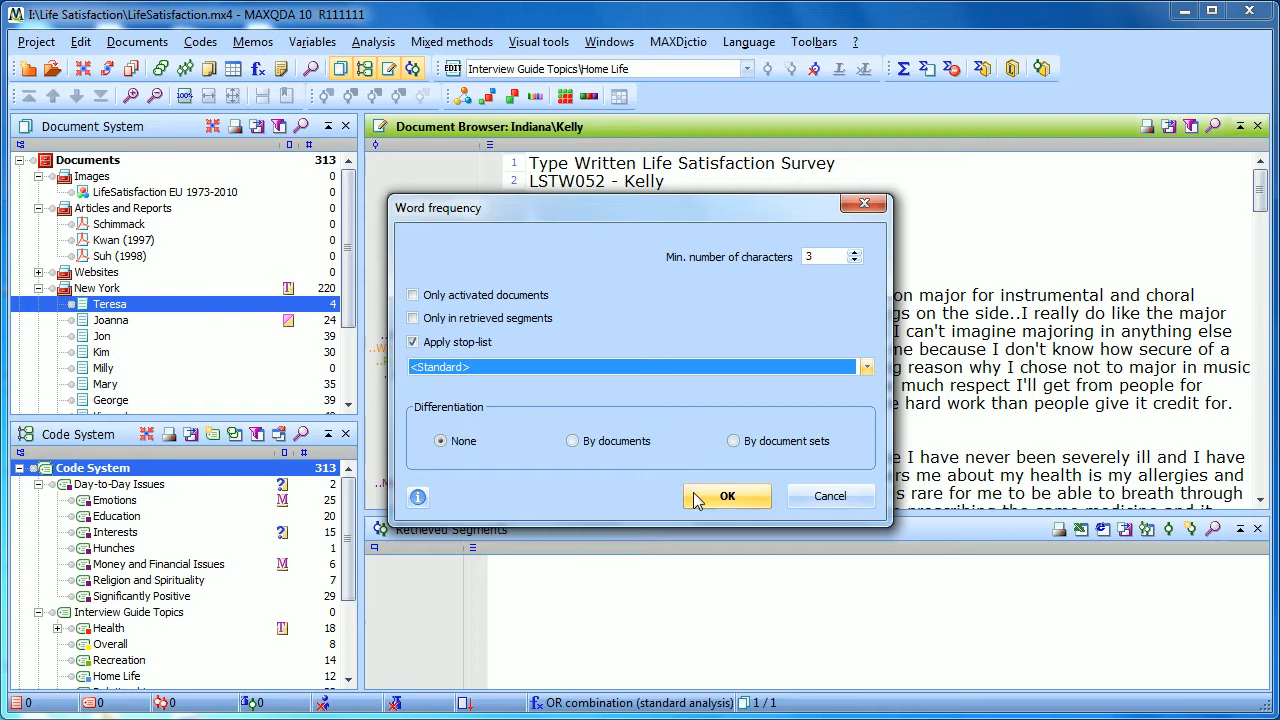 I:\Life Satisfaction\LifeSatisfaction.mx4 - MAXQDA 10 R111111
Project Edit Documents Codes Memos Variables Analysis Mixed methods Visual tools Windows MAXDictio Language Toolbars ?
EDIT Interview Guide Topics\Home Life
100%
Document System
Documents 313
Images 0
LifeSatisfaction EU 1973-2010 0
Articles and Reports 0
Schimmack 0
Kwan (1997) 0
Suh (1998) 0
Websites 0
New York 220
Teresa 4
Joanna 24
Jon 39
Kim 30
Milly 0
Mary 34
George 39
Code System
Code System 313
Day-to-Day Issues 2
Emotions M 25
Education 20
Interests 15
Hunches 1
Money and Financial Issues M 6
Religion and Spirituality 7
Significantly Positive 29
Interview Guide Topics 0
Health T 18
Overall 8
Recreation 14
Home Life 12
Document Browser: Indiana\Kelly
1 Type Written Life Satisfaction Survey
2 LSTW052 - Kelly
on major for instrumental and choral
gs on the side..I really do like the major
I can't imagine majoring in anything else
me because I don't know how secure of a
g reason why I chose not to major in music
much respect I'll get from people for
e hard work than people give it credit for.
e I have never been severely ill and I have
rs me about my health is my allergies and
s rare for me to be able to breath through
Word frequency
Min. number of characters 3
Only activated documents
Only in retrieved segments
Apply stop-list
<Standard>
Differentiation
None By documents By document sets
OK Cancel
Retrieved Segments
0 0 0 0 OR combination (standard analysis) 1 / 1